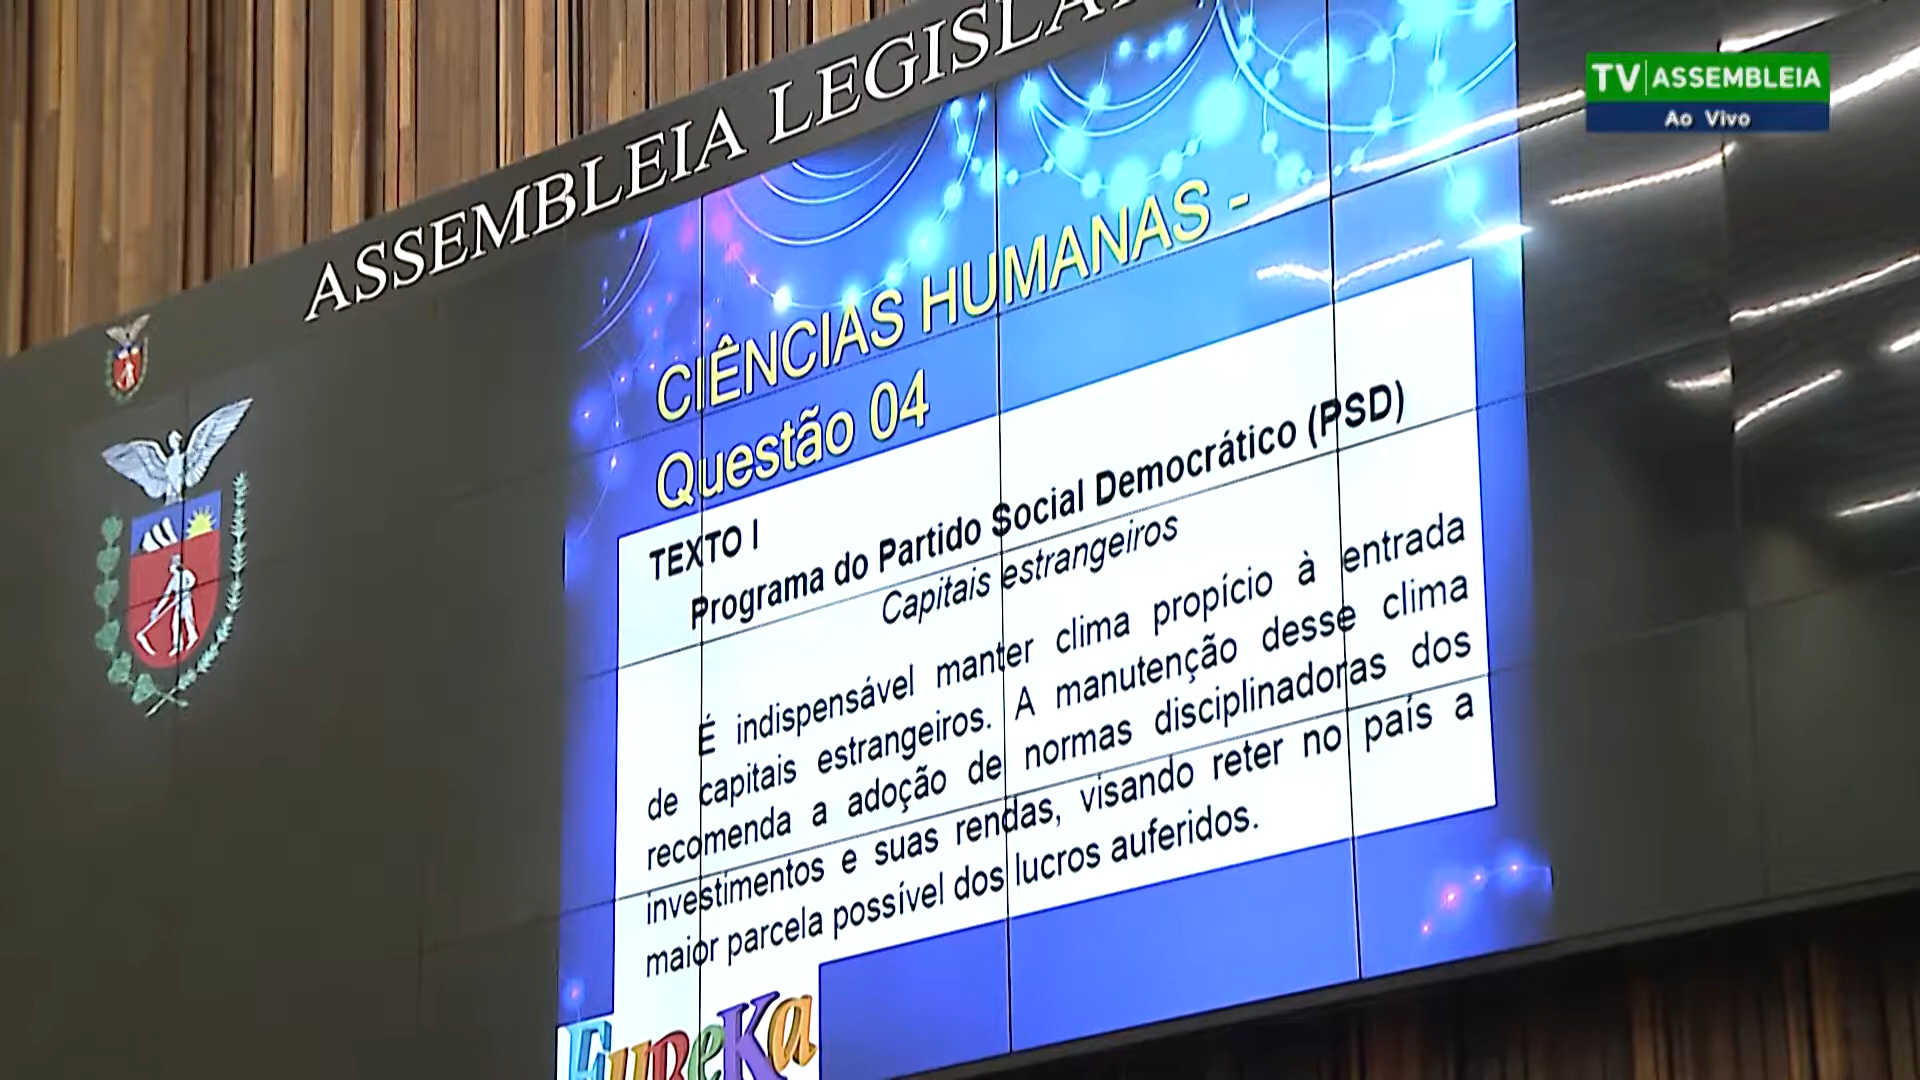 ASSEMBLEIA
TV ASSEMBLEIA
Ao Vivo
CIÊNCIAS HUMANAS -
Questão 04
TEXTO I
Programa do Partido Social Democrático (PSD)
Capitais estrangeiros
É indispensável manter clima propício à entrada
de capitais estrangeiros. A manutenção desse clima
recomenda a adoção de normas disciplinadoras dos
investimentos e suas rendas, visando reter no país a
maior parcela possível dos lucros auferidos.
EUREKA